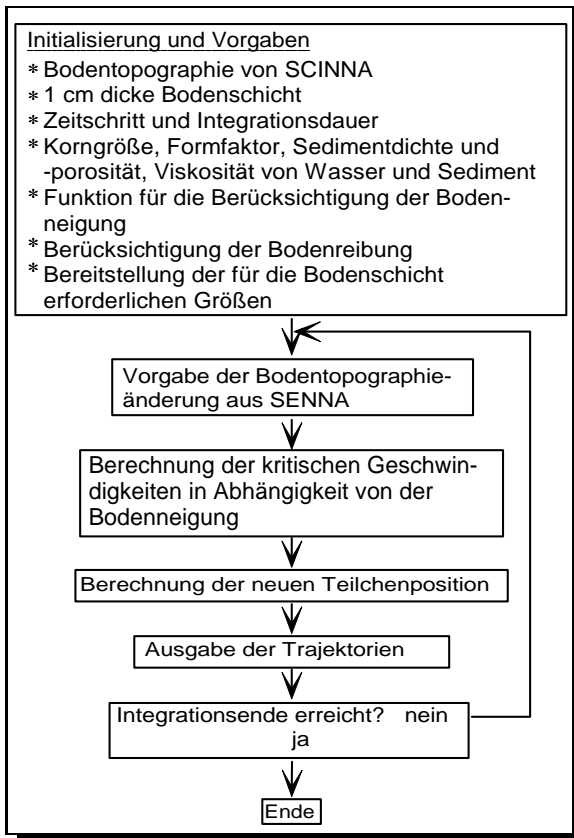 Initialisierung und Vorgaben
* Bodentopographie von SCINNA
* 1 cm dicke Bodenschicht
* Zeitschritt und Integrationsdauer
* Korngröße, Formfaktor, Sedimentdichte und
-porosität, Viskosität von Wasser und Sediment
* Funktion für die Berücksichtigung der Boden-
neigung
* Berücksichtigung der Bodenreibung
* Bereitstellung der für die Bodenschicht
erforderlichen Größen
Vorgabe der Bodentopographie-
änderung aus SENNA
Berechnung der kritischen Geschwin-
digkeiten in Abhängigkeit von der
Bodenneigung
Berechnung der neuen Teilchenposition
Ausgabe der Trajektorien
Integrationsende erreicht? nein
ja
Ende